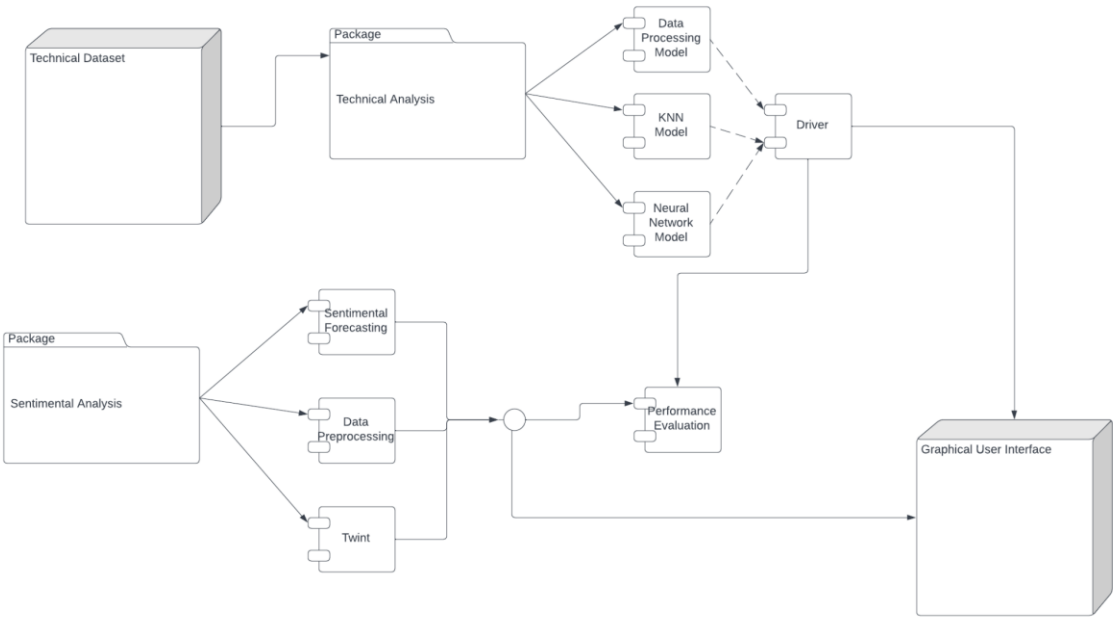 Technical Dataset
Package
Technical Analysis
Data
Processing
Model
KNN
Model
Neural
Network
Model
Driver
Package
Sentimental Analysis
Sentimental
Forecasting
Data
Preprocessing
Twint
Performance
Evaluation
Graphical User Interface